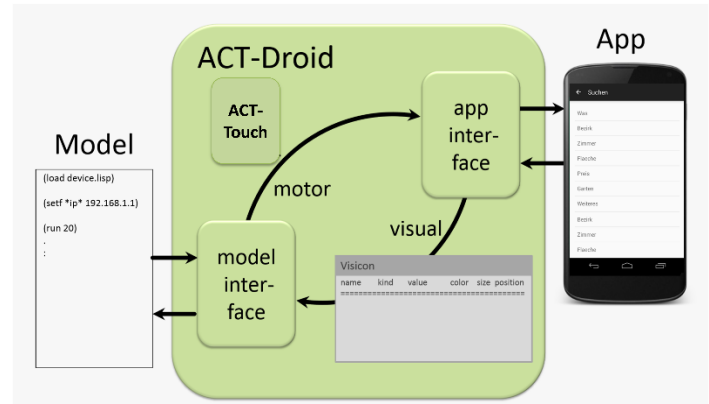 ACT-Droid
App
ACT-
Touch
app
inter-
face
Model
(load device.lisp)
(setf *ip* 192.168.1.1)
(run 20)
.
:
motor
visual
model
inter-
face
Visicon
name kind value color size position
==========================================
← Suchen
Was
Bezirk
Zimmer
Flaeche
Preis
Garten
Weiteres
Bezirk
Zimmer
Flaeche